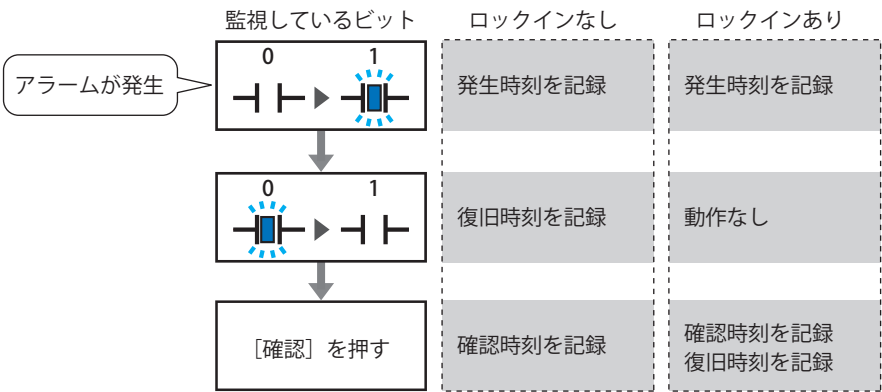 監視しているビット
ロックインなし
ロックインあり
アラームが発生
0 1
発生時刻を記録
発生時刻を記録
0 1
復旧時刻を記録
動作なし
［確認］を押す
確認時刻を記録
確認時刻を記録
復旧時刻を記録